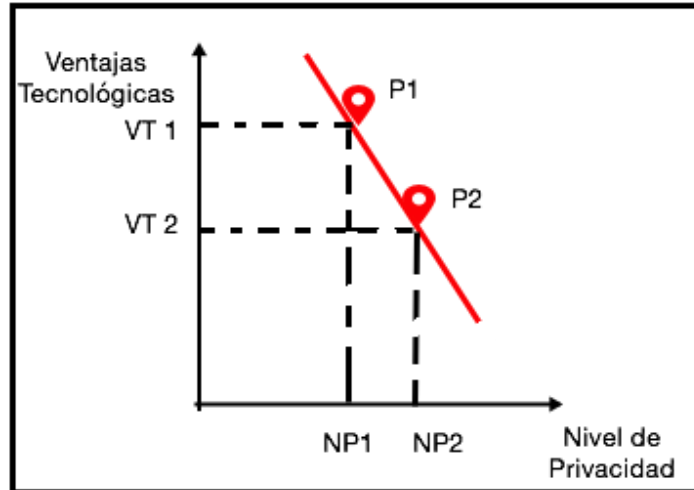 Ventajas
Tecnológicas
P1
VT 1
P2
VT 2
NP1
NP2
Nivel de
Privacidad